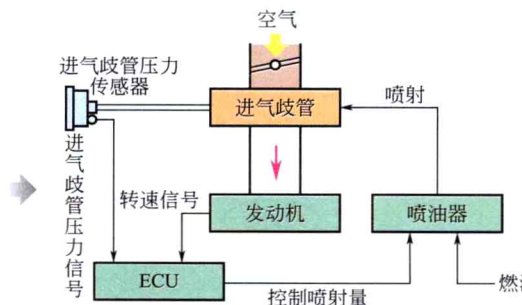 空气
进气歧管压力
传感器
进气歧管
喷射
进气歧管压力信号
转速信号
发动机
喷油器
ECU
控制喷射量
燃